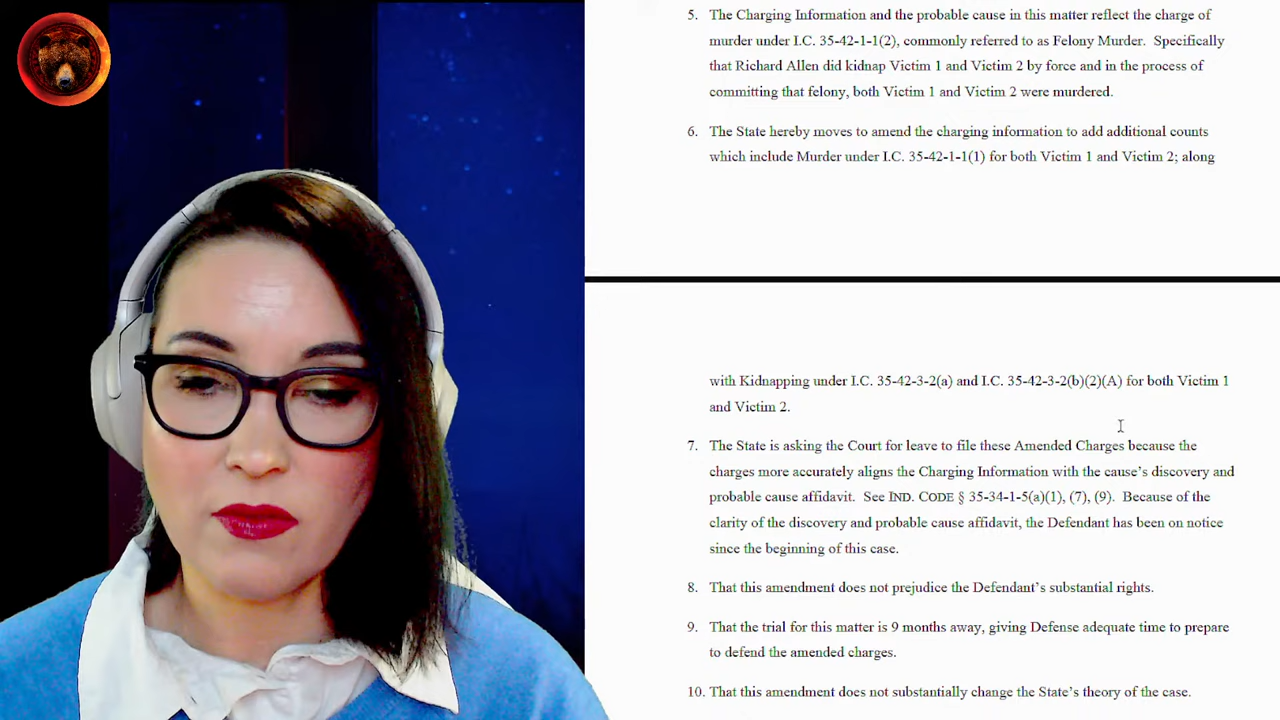 5. The Charging Information and the probable cause in this matter reflect the charge of
murder under I.C. 35-42-1-1(2), commonly referred to as Felony Murder. Specifically
that Richard Allen did kidnap Victim 1 and Victim 2 by force and in the process of
committing that felony, both Victim 1 and Victim 2 were murdered.
6. The State hereby moves to amend the charging information to add additional counts
which include Murder under I.C. 35-42-1-1(1) for both Victim 1 and Victim 2; along
with Kidnapping under I.C. 35-42-3-2(a) and I.C. 35-42-3-2(b)(2)(A) for both Victim 1
and Victim 2.
7. The State is asking the Court for leave to file these Amended Charges because the
charges more accurately aligns the Charging Information with the cause's discovery and
probable cause affidavit. See IND. CODE § 35-34-1-5(a)(1), (7), (9). Because of the
clarity of the discovery and probable cause affidavit, the Defendant has been on notice
since the beginning of this case.
8. That this amendment does not prejudice the Defendant's substantial rights.
9. That the trial for this matter is 9 months away, giving Defense adequate time to prepare
to defend the amended charges.
10. That this amendment does not substantially change the State's theory of the case.